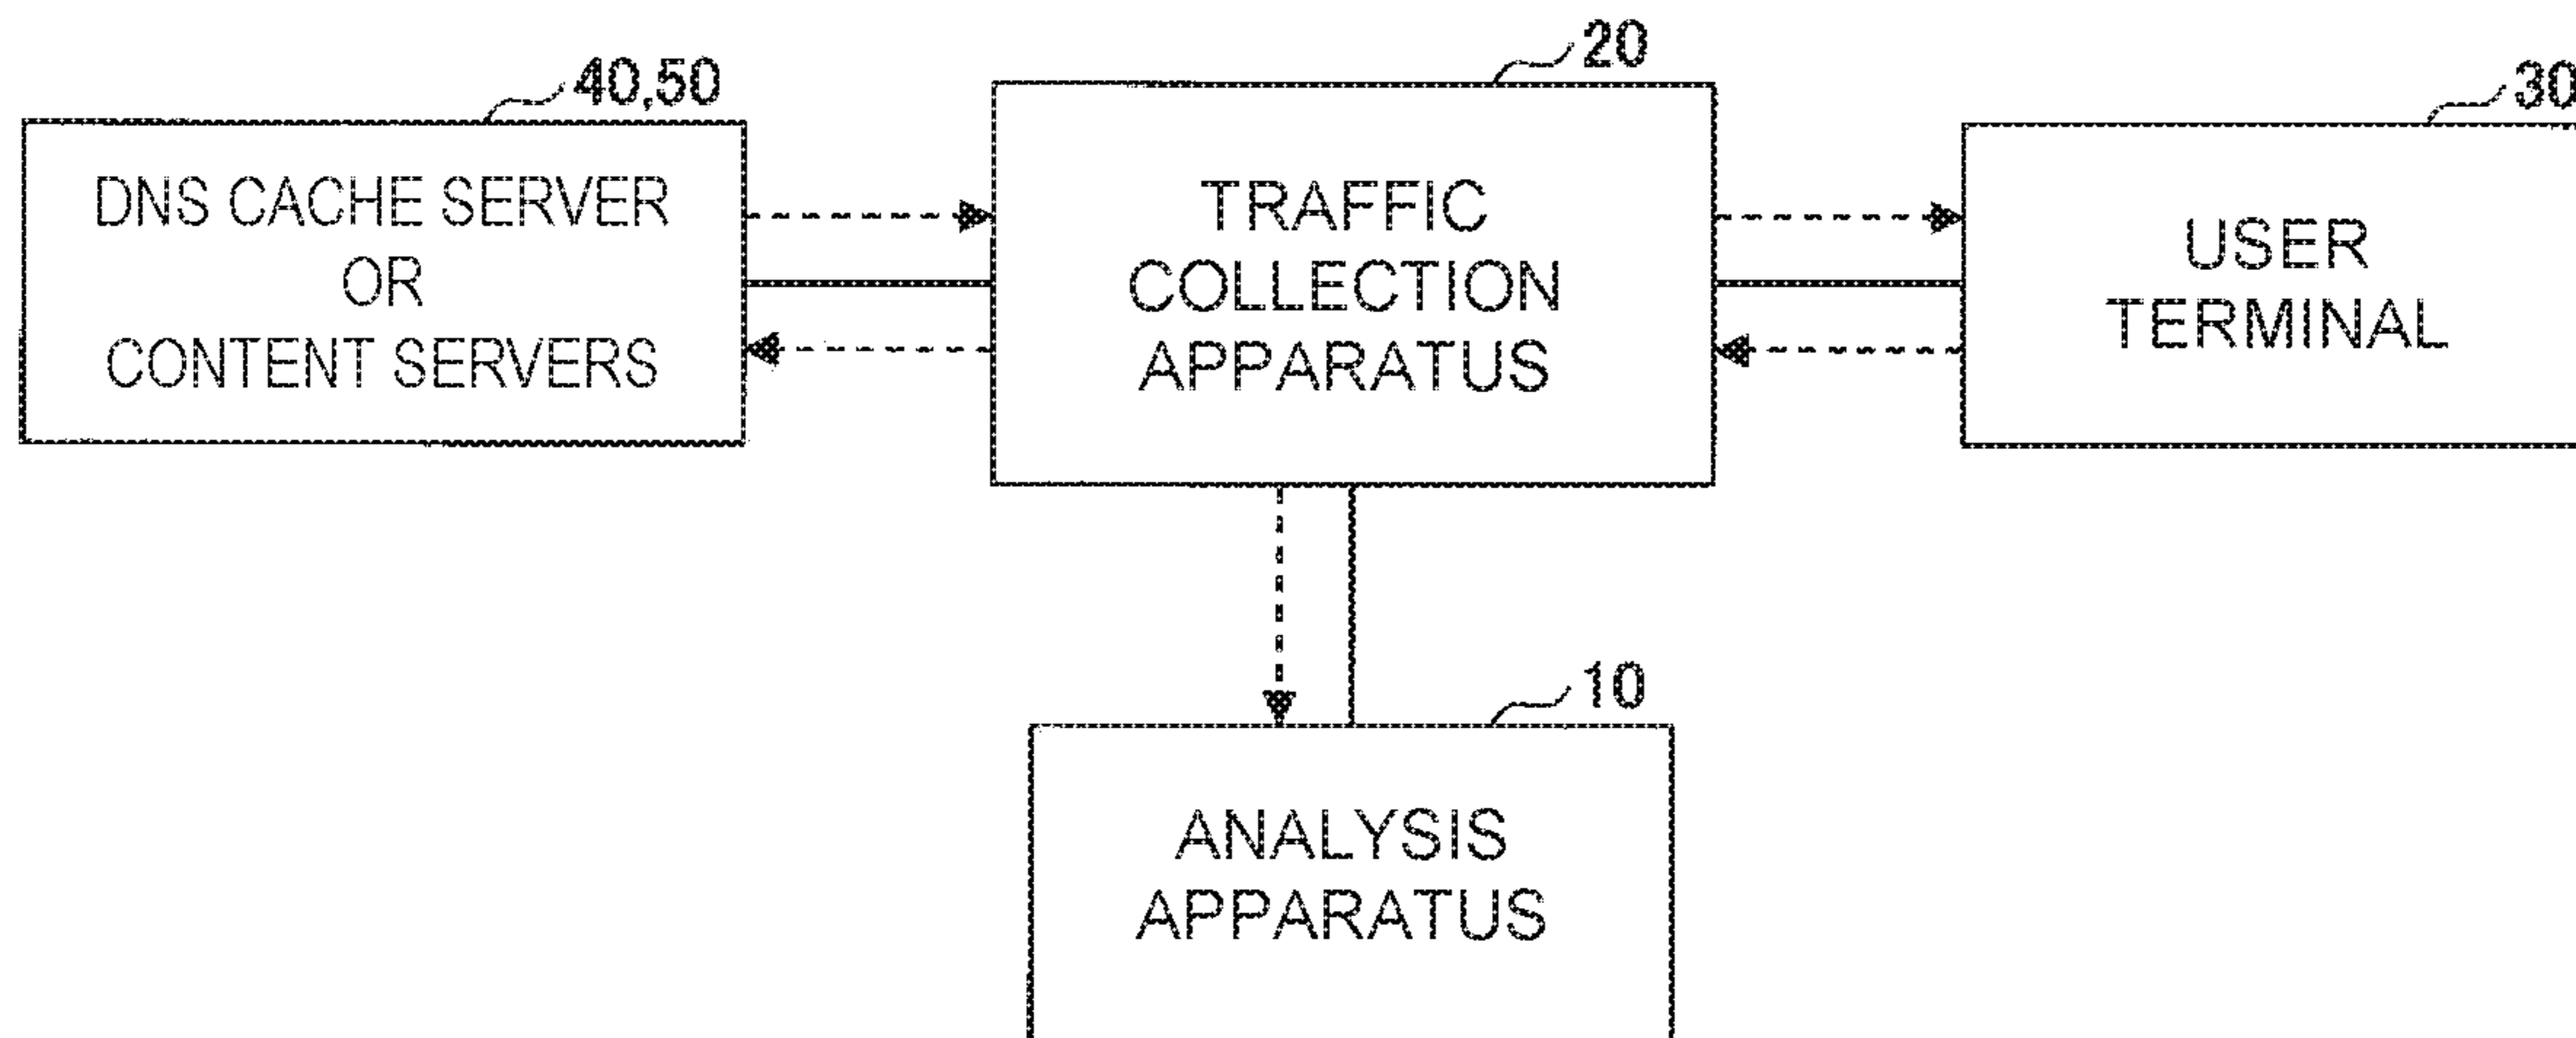 40,50
DNS CACHE SERVER
OR
CONTENT SERVERS
20
TRAFFIC
COLLECTION
APPARATUS
30
USER
TERMINAL
10
ANALYSIS
APPARATUS